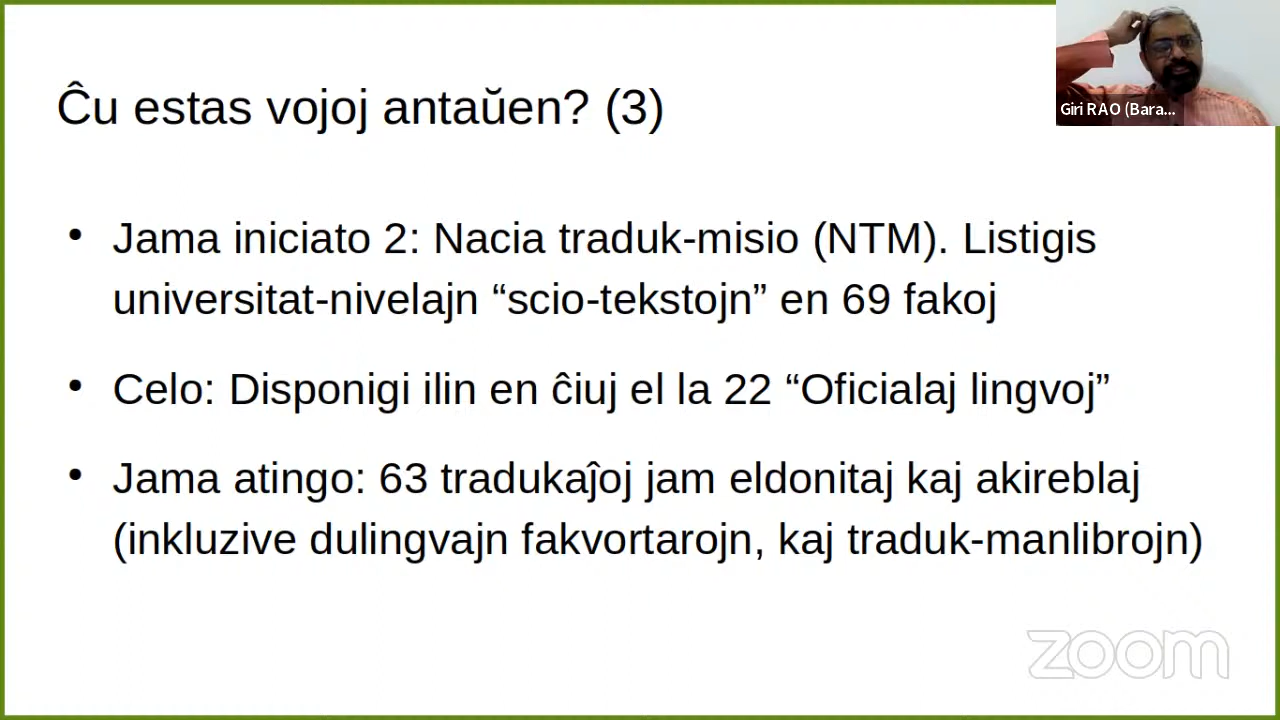 Ĉu estas vojoj antaŭen? (3)
Giri RAO (Bara...
• Jama iniciato 2: Nacia traduk-misio (NTM). Listigis
universitat-nivelajn “scio-tekstojn” en 69 fakoj
• Celo: Disponigi ilin en ĉiuj el la 22 “Oficialaj lingvoj”
• Jama atingo: 63 tradukaĵoj jam eldonitaj kaj akireblaj
(inkluzive dulingvajn fakvortarojn, kaj traduk-manlibrojn)
zoom